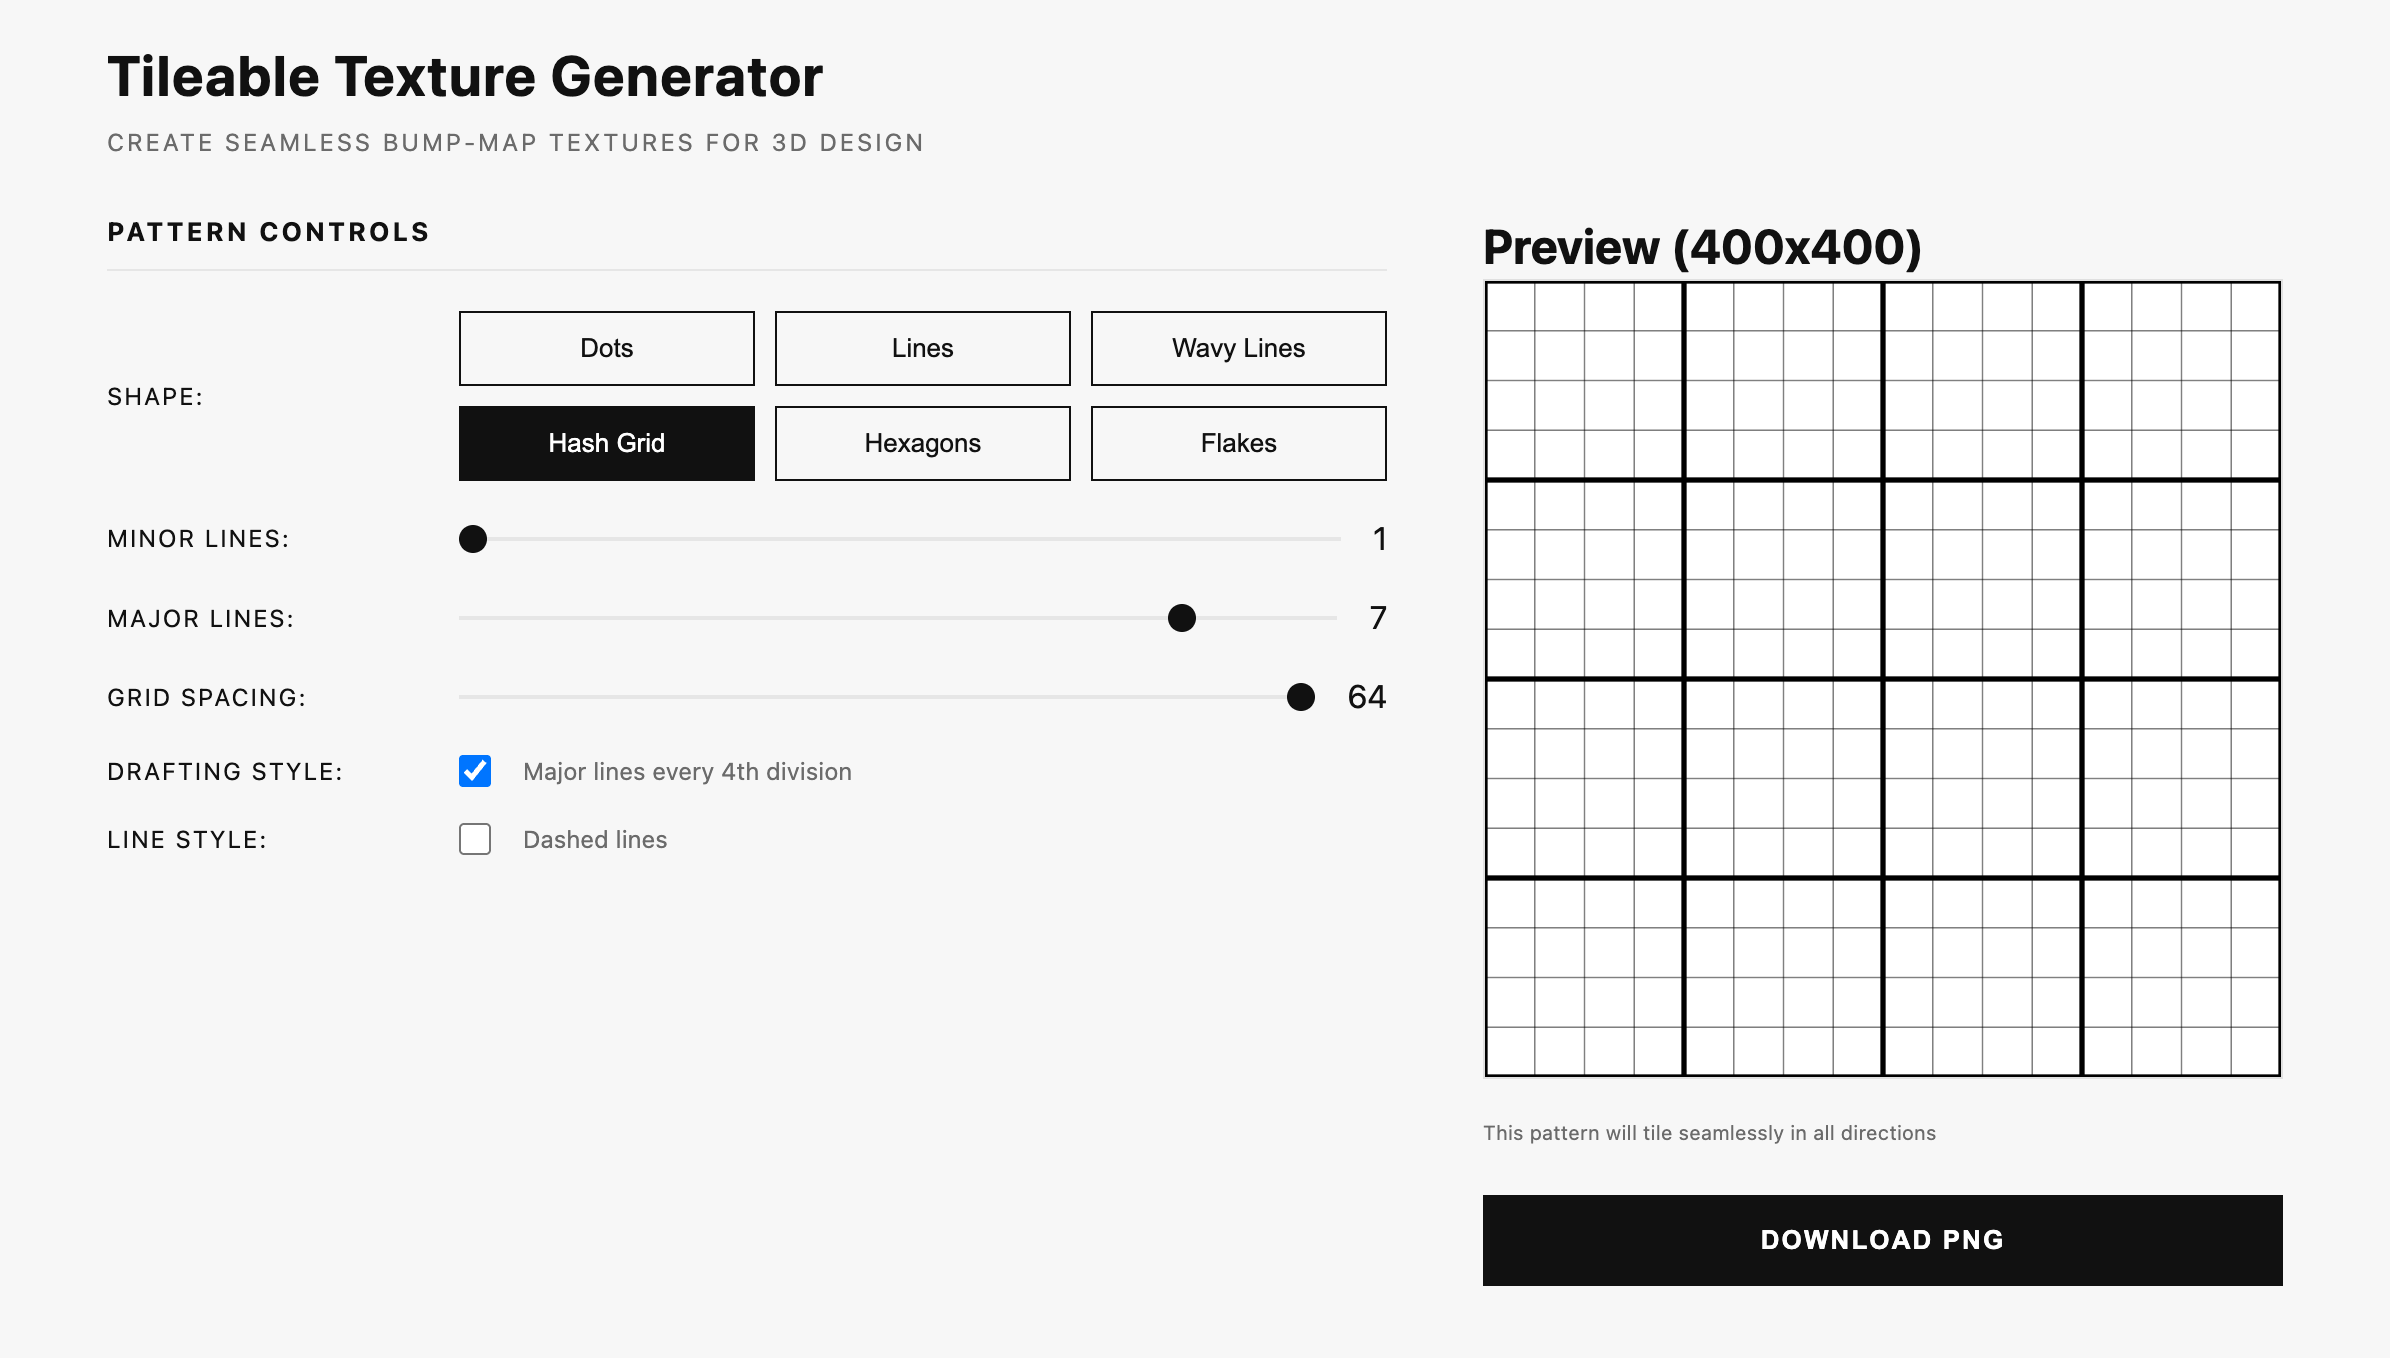 Tileable Texture Generator
CREATE SEAMLESS BUMP-MAP TEXTURES FOR 3D DESIGN
PATTERN CONTROLS
SHAPE:
Dots
Lines
Wavy Lines
Hash Grid
Hexagons
Flakes
MINOR LINES:
1
MAJOR LINES:
7
GRID SPACING:
64
DRAFTING STYLE:
Major lines every 4th division
LINE STYLE:
Dashed lines
Preview (400x400)
This pattern will tile seamlessly in all directions
DOWNLOAD PNG